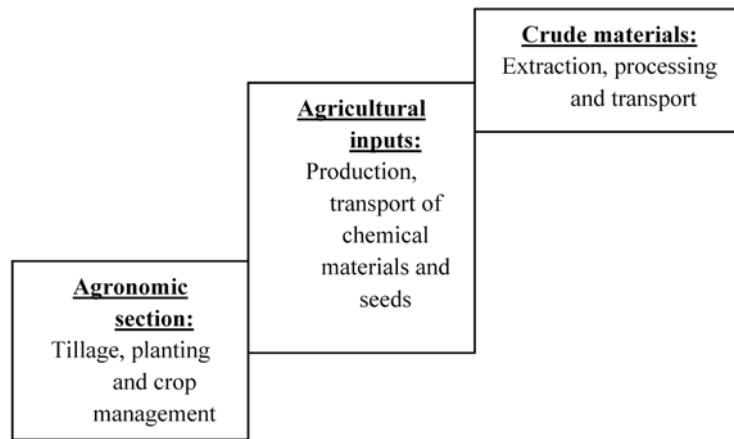 Crude materials:
Extraction, processing
and transport
Agricultural
inputs:
Production,
transport of
chemical
materials and
seeds
Agronomic
section:
Tillage, planting
and crop
management